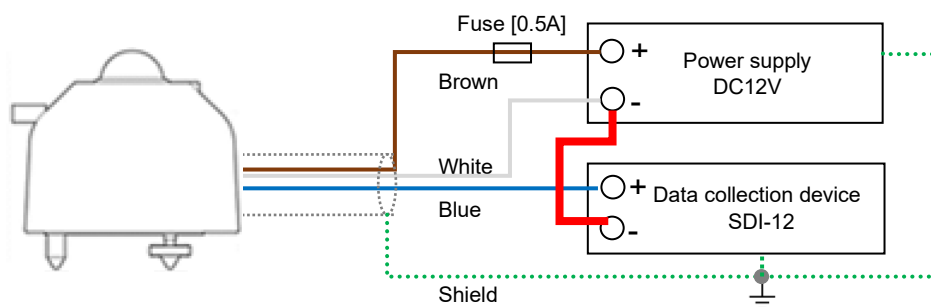 Fuse [0.5A]
+
Power supply
DC12V
Brown
-
White
+
Data collection device
SDI-12
Blue
-
Shield